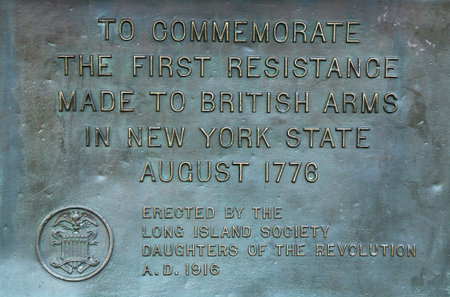 TO COMMEMORATE
THE FIRST RESISTANCE
MADE TO BRITISH ARMS
IN NEW YORK STATE
AUGUST 1776
ERECTED BY THE
LONG ISLAND SOCIETY
DAUGHTERS OF THE REVOLUTION
A.D. 1916